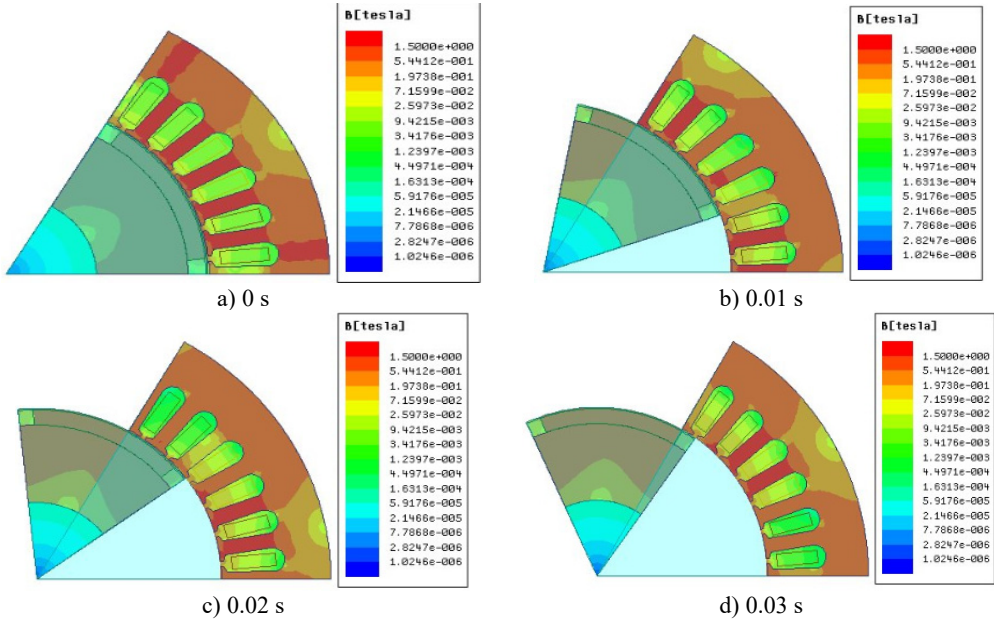 B[tesla]
1.5000e+000
5.4412e-001
1.9738e-001
7.1599e-002
2.5973e-002
9.4215e-003
3.4176e-003
1.2397e-003
4.4971e-004
1.6313e-004
5.9176e-005
2.1466e-005
7.7868e-006
2.8247e-006
1.0246e-006
a) 0 s
B[tesla]
1.5000e+000
5.4412e-001
1.9738e-001
7.1599e-002
2.5973e-002
9.4215e-003
3.4176e-003
1.2397e-003
4.4971e-004
1.6313e-004
5.9176e-005
2.1466e-005
7.7868e-006
2.8247e-006
1.0246e-006
b) 0.01 s
B[tesla]
1.5000e+000
5.4412e-001
1.9738e-001
7.1599e-002
2.5973e-002
9.4215e-003
3.4176e-003
1.2397e-003
4.4971e-004
1.6313e-004
5.9176e-005
2.1466e-005
7.7868e-006
2.8247e-006
1.0246e-006
c) 0.02 s
B[tesla]
1.5000e+000
5.4412e-001
1.9738e-001
7.1599e-002
2.5973e-002
9.4215e-003
3.4176e-003
1.2397e-003
4.4971e-004
1.6313e-004
5.9176e-005
2.1466e-005
7.7868e-006
2.8247e-006
1.0246e-006
d) 0.03 s